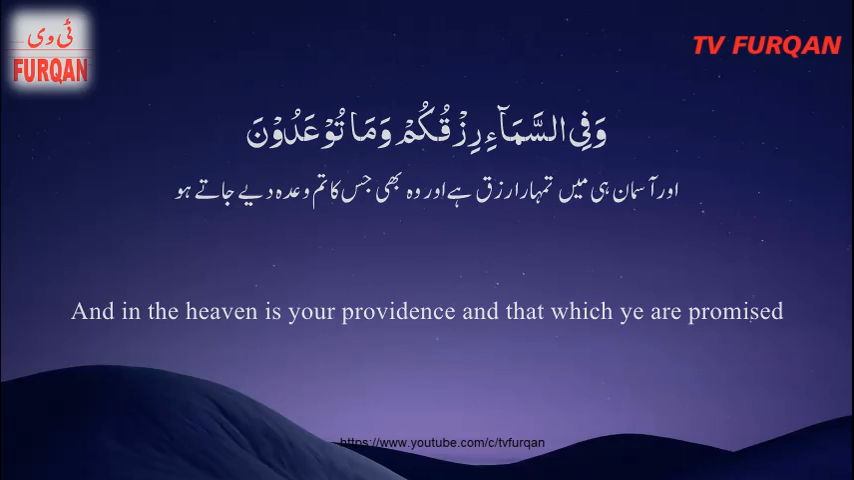 ٹی وی
FURQAN
TV FURQAN
وَفِي السَّمَآءِ رِزْقُكُمْ وَمَا تُوْعَدُوْنَ
اور آسمان ہی میں تمہارا رزق ہے اور وہ بھی جس کا تم وعدہ دیے جاتے ہو
And in the heaven is your providence and that which ye are promised
https://www.youtube.com/c/tvfurqan